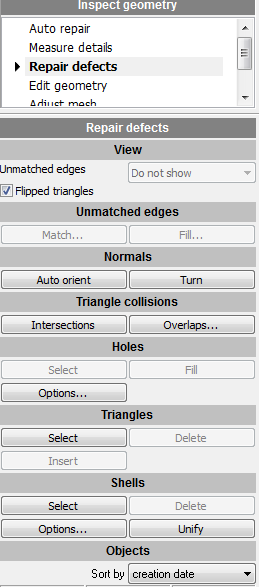 Inspect geometry
Auto repair
Measure details
Repair defects
Edit geometry
Adjust mesh
Repair defects
View
Unmatched edges Do not show
Flipped triangles
Unmatched edges
Match... Fill...
Normals
Auto orient Turn
Triangle collisions
Intersections Overlaps...
Holes
Select Fill
Options...
Triangles
Select Delete
Insert
Shells
Select Delete
Options... Unify
Objects
Sort by creation date